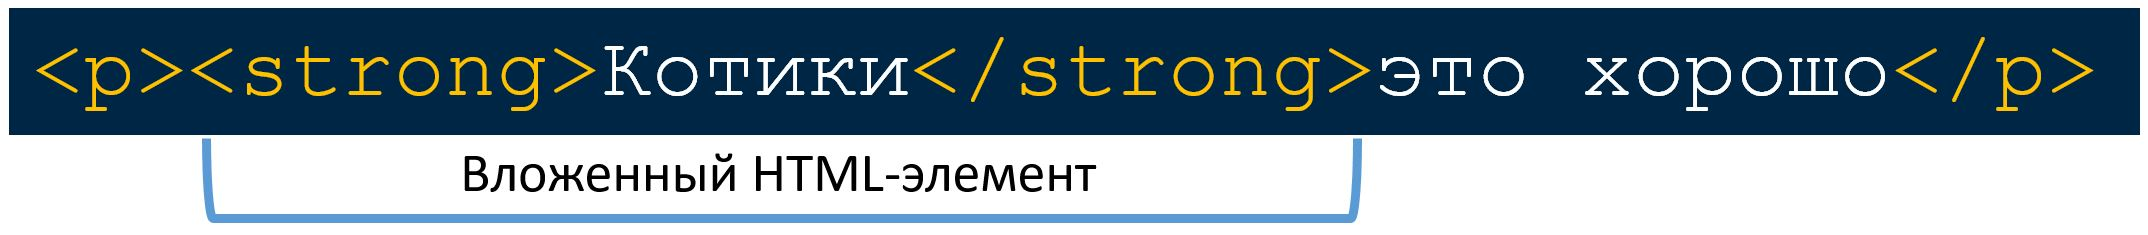 <p><strong>Котики</strong>это хорошо</p>
Вложенный HTML-элемент